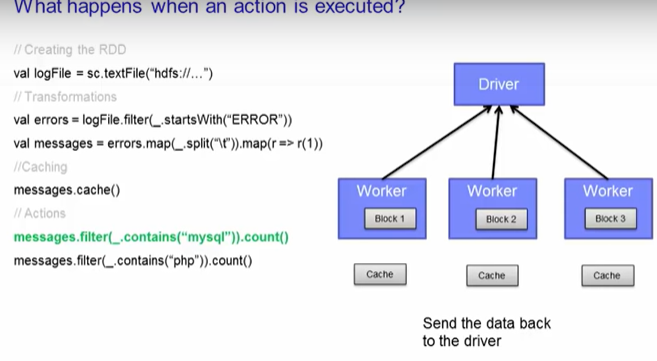 What happens when an action is executed?
// Creating the RDD
val logFile = sc.textFile("hdfs://...")
// Transformations
val errors = logFile.filter(_.startsWith("ERROR"))
val messages = errors.map(_.split("\t")).map(r => r(1))
//Caching
messages.cache()
// Actions
messages.filter(_.contains("mysql")).count()
messages.filter(_.contains("php")).count()
Driver
Worker
Block 1
Cache
Worker
Block 2
Cache
Worker
Block 3
Cache
Send the data back
to the driver